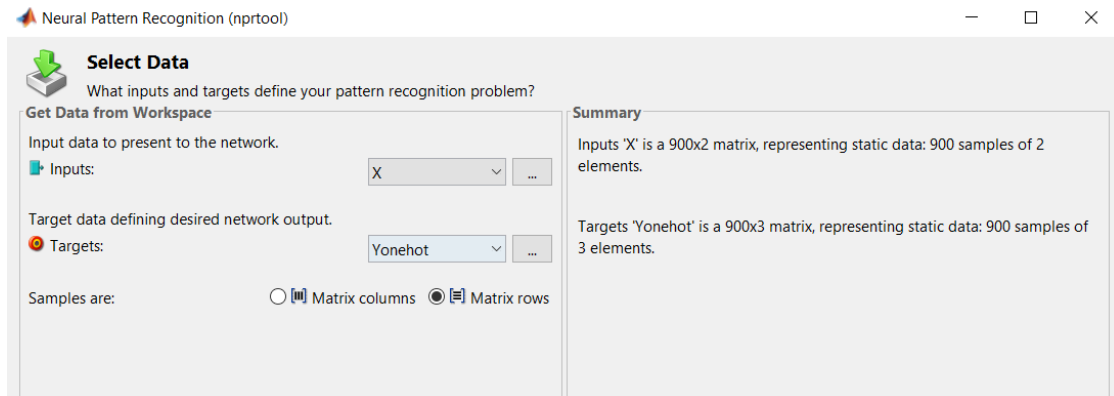 Neural Pattern Recognition (nprtool)
Select Data
What inputs and targets define your pattern recognition problem?
Get Data from Workspace
Input data to present to the network.
Inputs:
X
...
Target data defining desired network output.
Targets:
Yonehot
...
Samples are:
Matrix columns
Matrix rows
Summary
Inputs 'X' is a 900x2 matrix, representing static data: 900 samples of 2
elements.
Targets 'Yonehot' is a 900x3 matrix, representing static data: 900 samples of
3 elements.